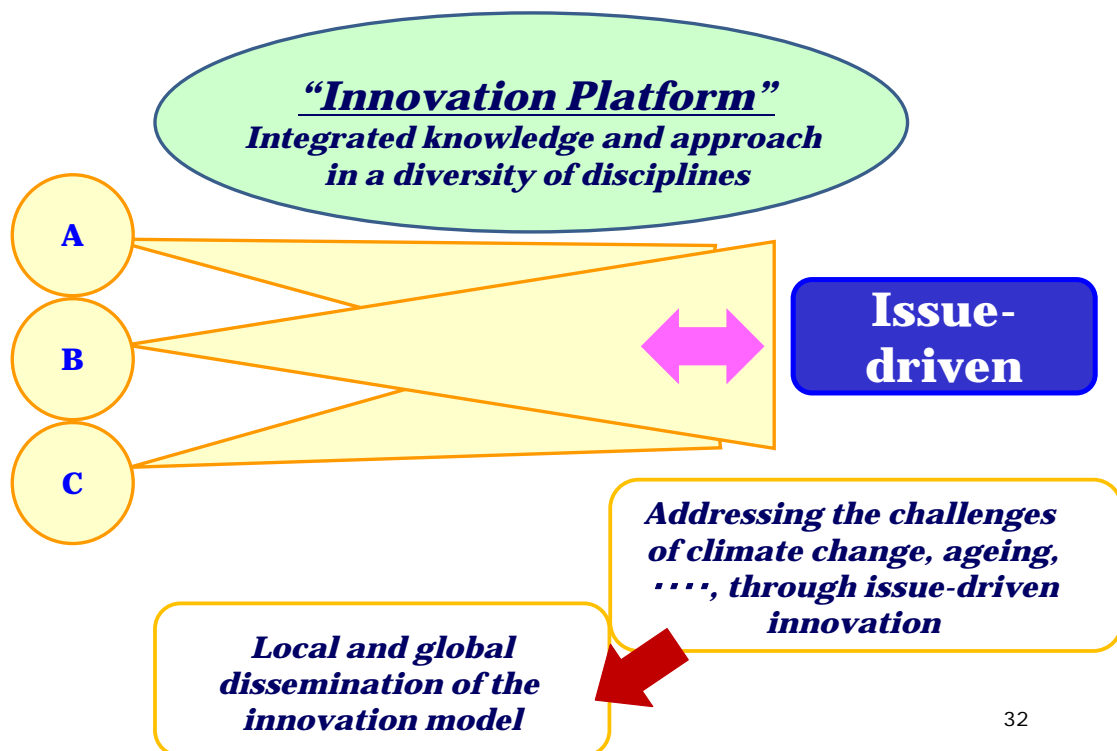 “Innovation Platform”
Integrated knowledge and approach
in a diversity of disciplines
A
B
C
Issue-
driven
Addressing the challenges
of climate change, ageing,
····, through issue-driven
innovation
Local and global
dissemination of the
innovation model
32